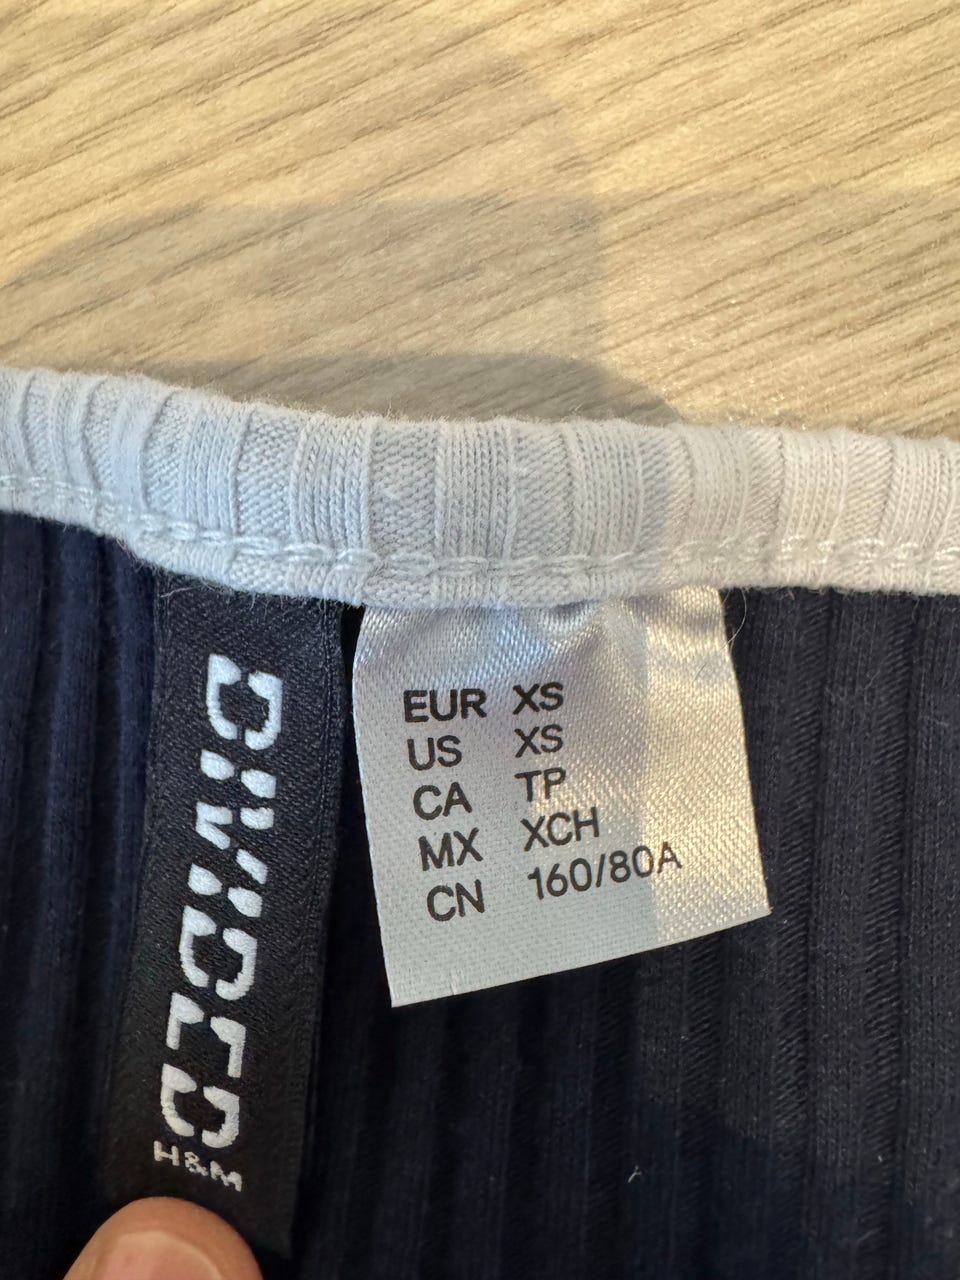 DIVIDED
H&M
EUR XS
US XS
CA TP
MX XCH
CN 160/80A